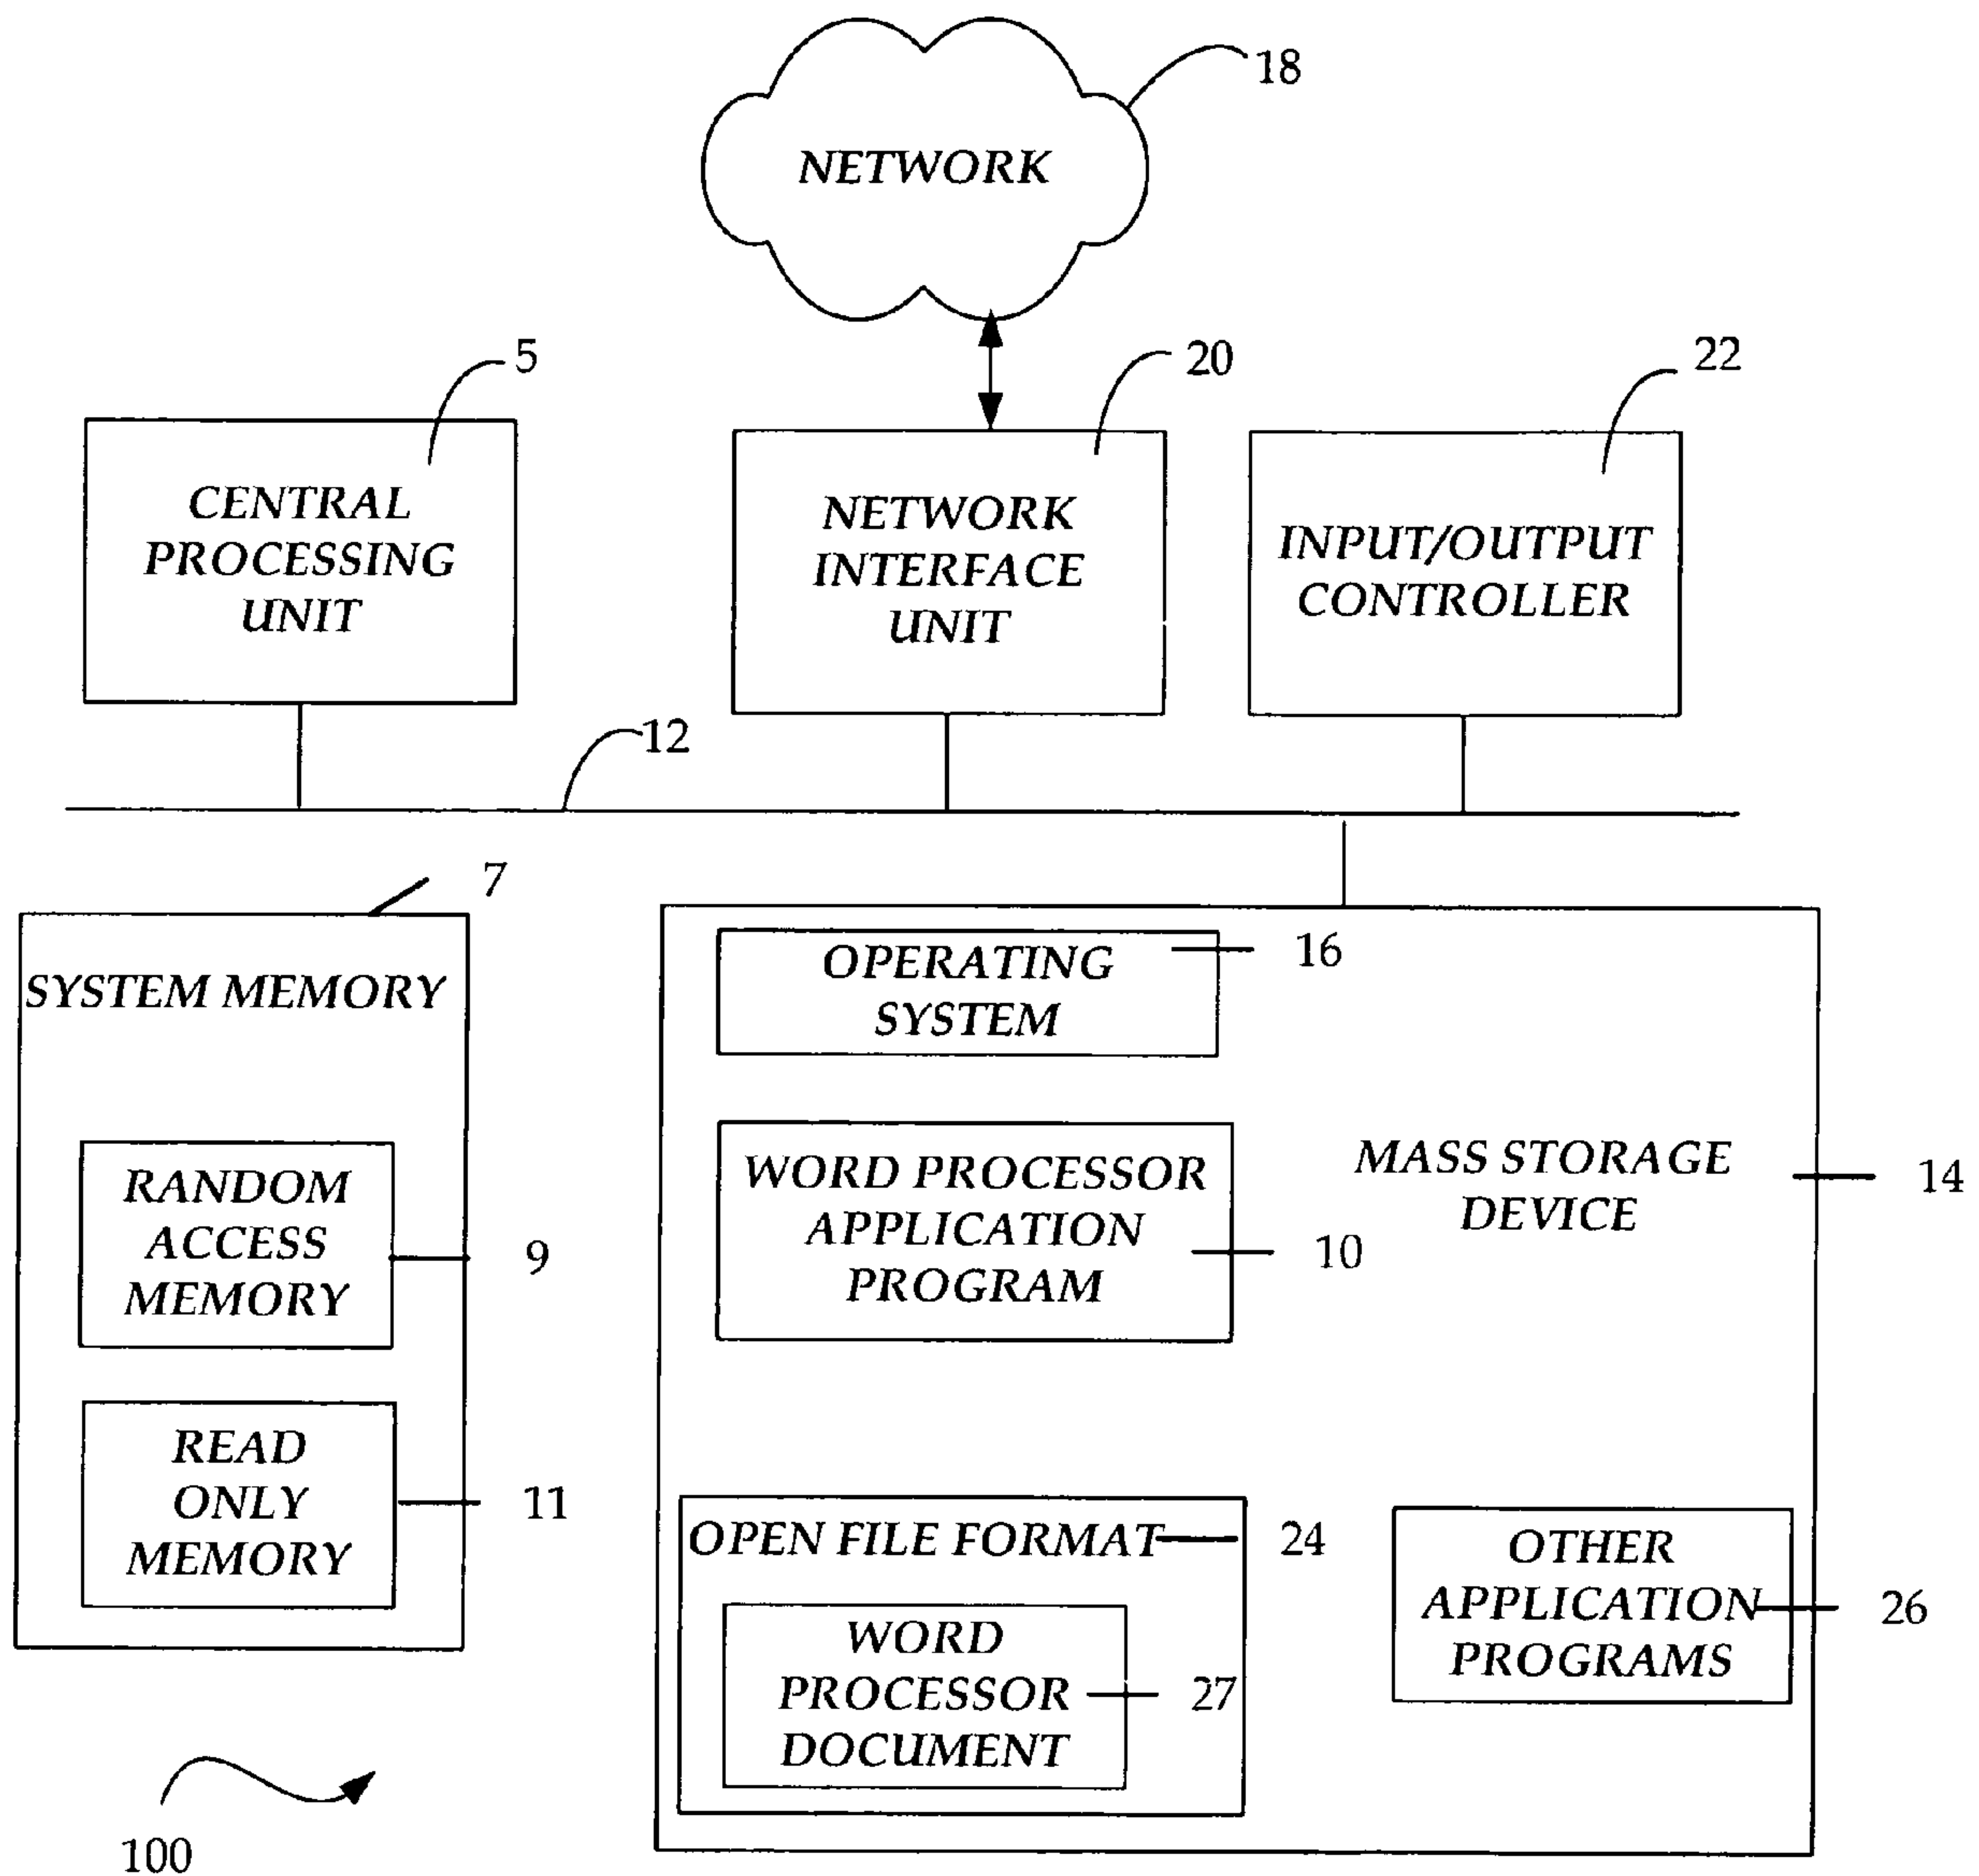 18
NETWORK
5
20
22
CENTRAL
PROCESSING
UNIT
NETWORK
INTERFACE
UNIT
INPUT/OUTPUT
CONTROLLER
12
7
SYSTEM MEMORY
RANDOM
ACCESS
MEMORY
9
READ
ONLY
MEMORY
11
OPERATING
SYSTEM
16
WORD PROCESSOR
APPLICATION
PROGRAM
10
MASS STORAGE
DEVICE
14
OPEN FILE FORMAT
24
WORD
PROCESSOR
DOCUMENT
27
OTHER
APPLICATION
PROGRAMS
26
100